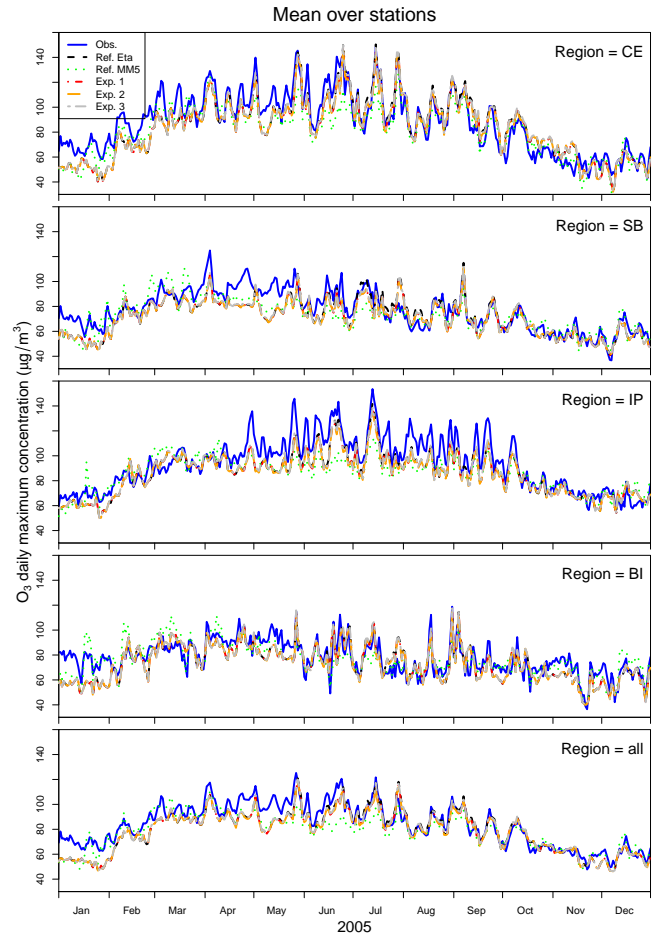 Mean over stations
O3 daily maximum concentration (µg/m³)
Obs.
Ref. Eta
Ref. MM5
Exp. 1
Exp. 2
Exp. 3
Region = CE
40 60 80 100 140
Region = SB
40 60 80 100 140
Region = IP
40 60 80 100 140
Region = BI
40 60 80 100 140
Region = all
40 60 80 100 140
Jan Feb Mar Apr May Jun Jul Aug Sep Oct Nov Dec
2005